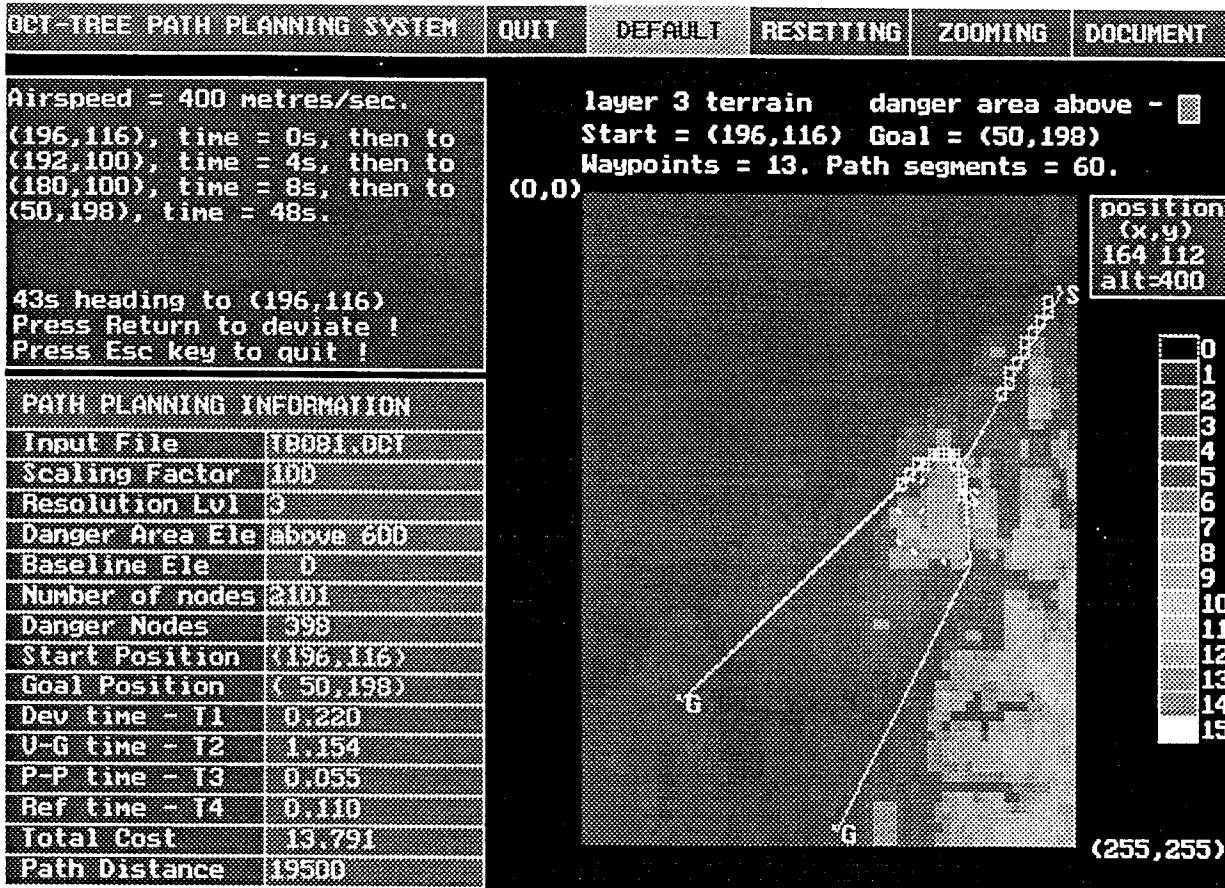 OCT-TREE PATH PLANNING SYSTEM QUIT DEFAULT RESETTING ZOOMING DOCUMENT
Airspeed = 400 metres/sec.
(196,116), time = 0s, then to
(192,100), time = 4s, then to
(180,100), time = 8s, then to
(50,198), time = 48s.
43s heading to (196,116)
Press Return to deviate !
Press Esc key to quit !
PATH PLANNING INFORMATION
Input File TB081.OCT
Scaling Factor 100
Resolution Lvl 3
Danger Area Ele above 600
Baseline Ele 0
Number of nodes 2101
Danger Nodes 398
Start Position (196,116)
Goal Position ( 50,198)
Dev time - T1 0.220
V-G time - T2 1.154
P-P time - T3 0.055
Ref time - T4 0.110
Total Cost 13.791
Path Distance 19500
layer 3 terrain danger area above -
Start = (196,116) Goal = (50,198)
Waypoints = 13. Path segments = 60.
(0,0)
position
(x,y)
164 112
alt=400
S
G
G
0
1
2
3
4
5
6
7
8
9
10
11
12
13
14
15
(255,255)